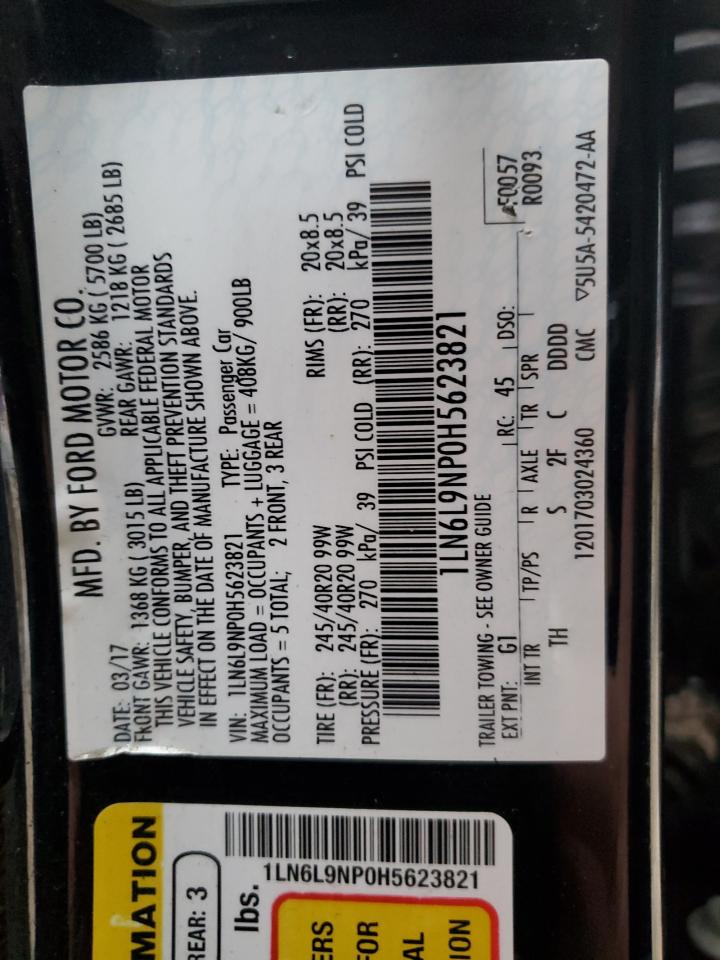 MFD. BY FORD MOTOR CO.
DATE: 03/17 GVWR: 2586 KG ( 5700 LB)
FRONT GAWR: 1368 KG ( 3015 LB) REAR GAWR: 1218 KG ( 2685 LB)
THIS VEHICLE CONFORMS TO ALL APPLICABLE FEDERAL MOTOR
VEHICLE SAFETY, BUMPER, AND THEFT PREVENTION STANDARDS
IN EFFECT ON THE DATE OF MANUFACTURE SHOWN ABOVE.
VIN: 1LN6L9NP0H5623821 TYPE: Passenger Car
MAXIMUM LOAD = OCCUPANTS + LUGGAGE = 408KG/ 900LB
OCCUPANTS = 5 TOTAL; 2 FRONT, 3 REAR
TIRE (FR): 245/40R20 99W RIMS (FR): 20x8.5
(RR): 245/40R20 99W (RR): 20x8.5
PRESSURE (FR): 270 kPa/ 39 PSI COLD (RR): 270 kPa/ 39 PSI COLD
1LN6L9NP0H5623821
TRAILER TOWING - SEE OWNER GUIDE
F0057
EXT PNT: G1 RC: 45 DSO: R0093
INT TR TP/PS R AXLE TR SPR
TH S 2F C DDDD
1201703024360 CMC ▽5U5A-5420472-AA
MATION
REAR: 3
lbs.
1LN6L9NP0H5623821
ERS
FOR
AL
ION